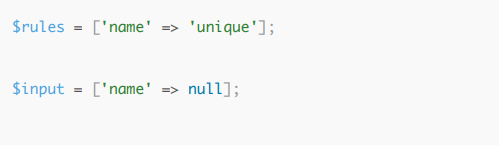 $rules = ['name' => 'unique'];
$input = ['name' => null];